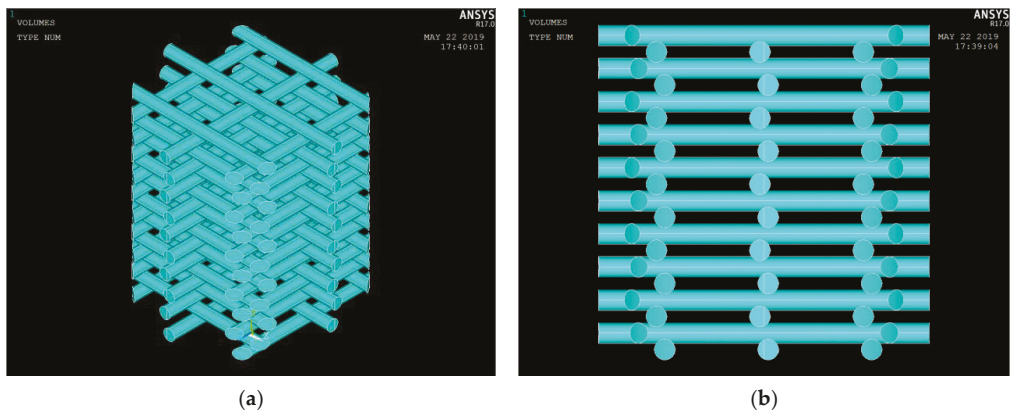 1
VOLUMES
TYPE NUM
ANSYS
R17.0
MAY 22 2019
17:40:01
1
VOLUMES
TYPE NUM
ANSYS
R17.0
MAY 22 2019
17:39:04
(a)
(b)